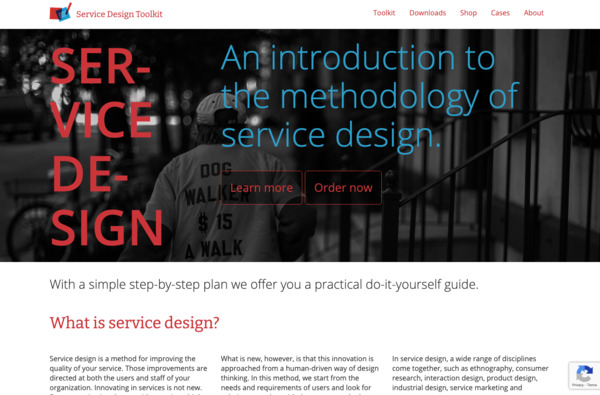 Service Design Toolkit
Toolkit Downloads Shop Cases About
SER-
VICE
DE-
SIGN
An introduction to
the methodology of
service design.
Learn more Order now
DOG
WALKER
$ 15
A WALK
With a simple step-by-step plan we offer you a practical do-it-yourself guide.
What is service design?
Service design is a method for improving the
quality of your service. Those improvements
are directed at both the users and staff of your
organization. Innovating in services is not new.
What is new, however, is that this innovation is
approached from a human-driven way of design
thinking. In this method, we start from the
needs and requirements of users and look for
In service design, a wide range of disciplines
come together, such as ethnography, consumer
research, interaction design, product design,
industrial design, service marketing and
Privacy - Terms